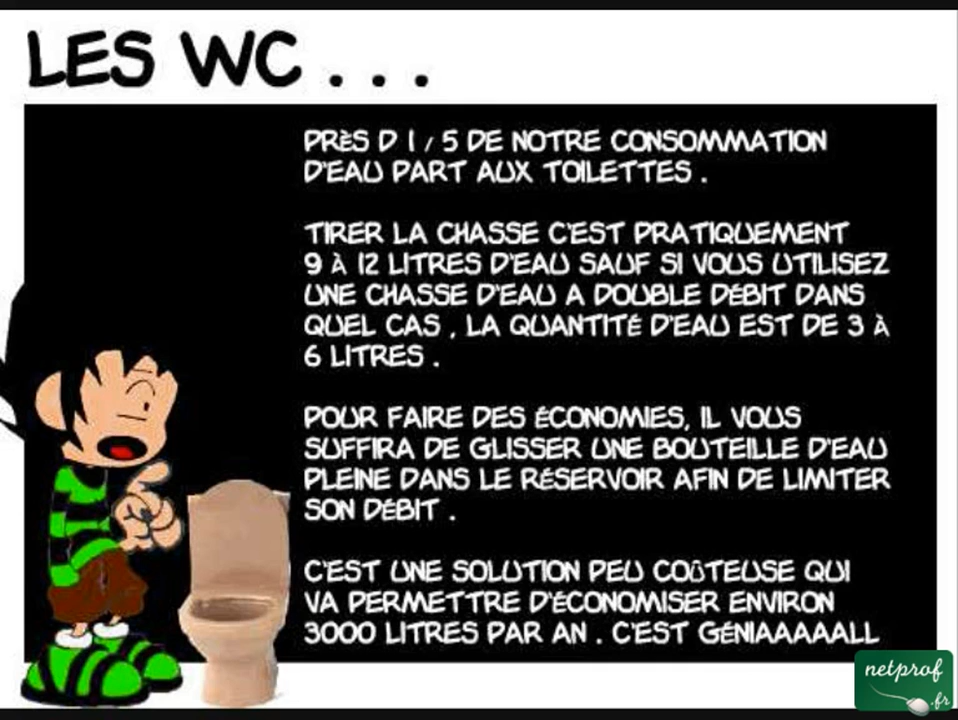 LES WC . . .
PRÈS D 1 / 5 DE NOTRE CONSOMMATION
D'EAU PART AUX TOILETTES .
TIRER LA CHASSE C'EST PRATIQUEMENT
9 À 12 LITRES D'EAU SAUF SI VOUS UTILISEZ
UNE CHASSE D'EAU A DOUBLE DÉBIT DANS
QUEL CAS , LA QUANTITÉ D'EAU EST DE 3 À
6 LITRES .
POUR FAIRE DES ÉCONOMIES, IL VOUS
SUFFIRA DE GLISSER UNE BOUTEILLE D'EAU
PLEINE DANS LE RÉSERVOIR AFIN DE LIMITER
SON DÉBIT .
C'EST UNE SOLUTION PEU COÛTEUSE QUI
VA PERMETTRE D'ÉCONOMISER ENVIRON
3000 LITRES PAR AN . C'EST GÉNIAAAAALL
netprof
.fr